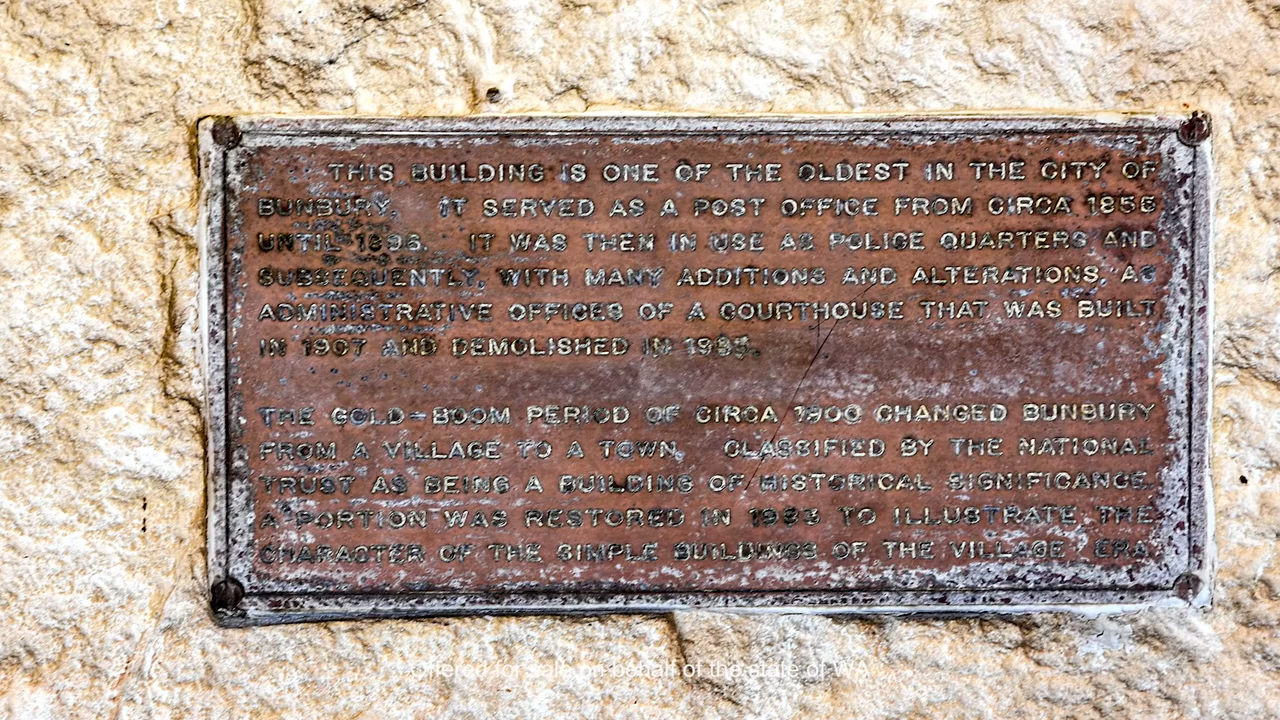 THIS BUILDING IS ONE OF THE OLDEST IN THE CITY OF
BUNBURY. IT SERVED AS A POST OFFICE FROM CIRCA 1855
UNTIL 1896. IT WAS THEN IN USE AS POLICE QUARTERS AND
SUBSEQUENTLY, WITH MANY ADDITIONS AND ALTERATIONS, AS
ADMINISTRATIVE OFFICES OF A COURTHOUSE THAT WAS BUILT
IN 1907 AND DEMOLISHED IN
THE GOLD-BOOM PERIOD OF CIRCA 1900 CHANGED BUNBURY
FROM A VILLAGE TO A TOWN. CLASSIFIED BY THE NATIONAL
TRUST AS BEING A BUILDING OF HISTORICAL SIGNIFICANCE.
A PORTION WAS RESTORED IN TO ILLUSTRATE THE
CHARACTER OF THE SIMPLE BUILDINGS OF THE VILLAGE ERA.
Offered for sale on behalf of the state of WA